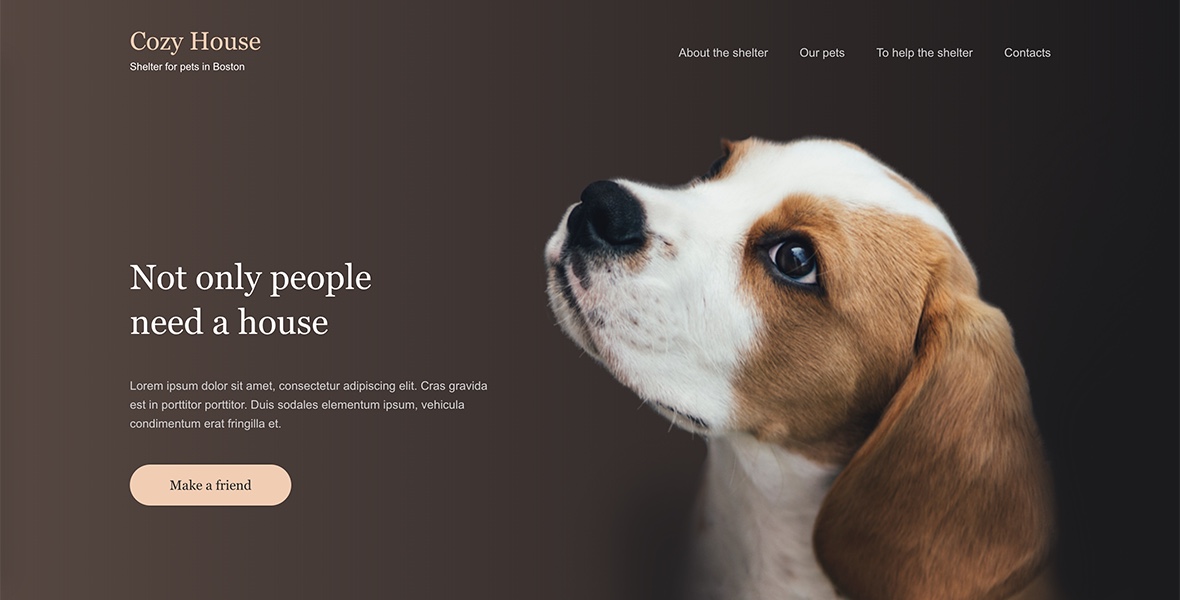 Cozy House
Shelter for pets in Boston
About the shelter
Our pets
To help the shelter
Contacts
Not only people
need a house
Lorem ipsum dolor sit amet, consectetur adipiscing elit. Cras gravida
est in porttitor porttitor. Duis sodales elementum ipsum, vehicula
condimentum erat fringilla et.
Make a friend